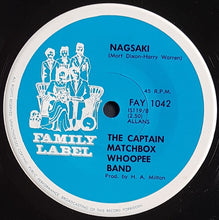 NAGSAKI
(Mort Dixon-Harry Warren)
45 R.P.M.
FAY 1042
IS119/B
(2.50)
ALLANS
FAMILY
LABEL
THE CAPTAIN
MATCHBOX
WHOOPEE
BAND
Prod. by H. A. Milton